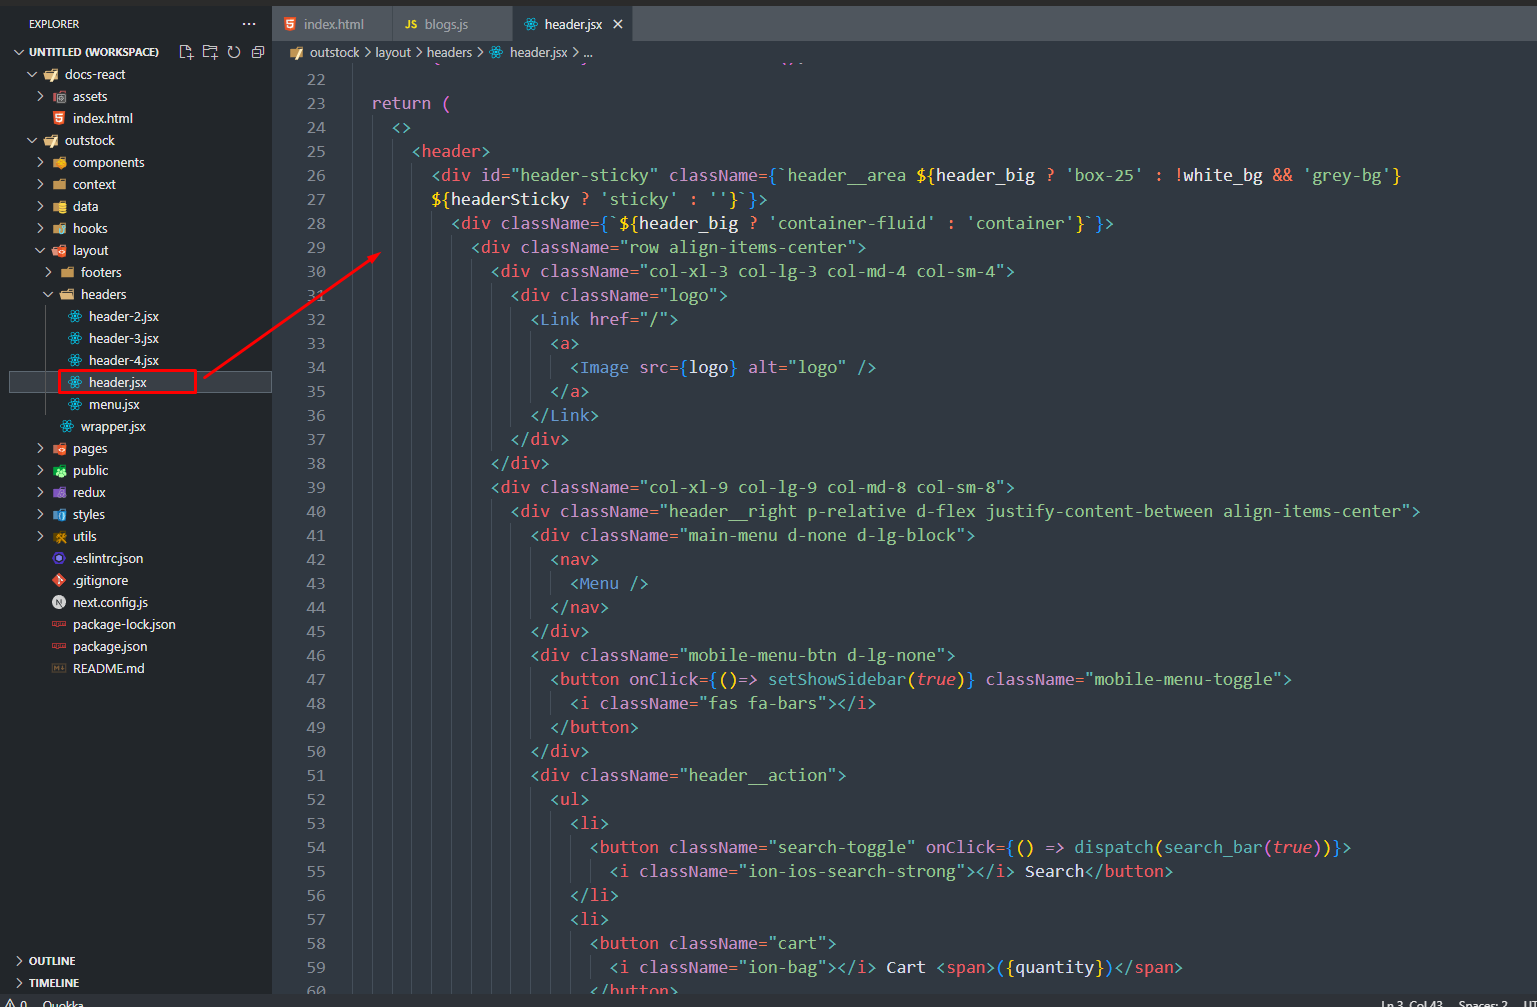 EXPLORER
UNTITLED (WORKSPACE)
docs-react
assets
index.html
outstock
components
context
data
hooks
layout
footers
headers
header-2.jsx
header-3.jsx
header-4.jsx
header.jsx
menu.jsx
wrapper.jsx
pages
public
redux
styles
utils
.eslintrc.json
.gitignore
next.config.js
package-lock.json
package.json
README.md
OUTLINE
TIMELINE
0 Quokka
index.html
JS blogs.js
header.jsx
outstock > layout > headers > header.jsx > ...
22
23 return (
24 <>
25 <header>
26 <div id="header-sticky" className={`header__area ${header_big ? 'box-25' : !white_bg && 'grey-bg'}
27 ${headerSticky ? 'sticky' : ''}`}>
28 <div className={`${header_big ? 'container-fluid' : 'container'}`}>
29 <div className="row align-items-center">
30 <div className="col-xl-3 col-lg-3 col-md-4 col-sm-4">
31 <div className="logo">
32 <Link href="/">
33 <a>
34 <Image src={logo} alt="logo" />
35 </a>
36 </Link>
37 </div>
38 </div>
39 <div className="col-xl-9 col-lg-9 col-md-8 col-sm-8">
40 <div className="header__right p-relative d-flex justify-content-between align-items-center">
41 <div className="main-menu d-none d-lg-block">
42 <nav>
43 <Menu />
44 </nav>
45 </div>
46 <div className="mobile-menu-btn d-lg-none">
47 <button onClick={()=> setShowSidebar(true)} className="mobile-menu-toggle">
48 <i className="fas fa-bars"></i>
49 </button>
50 </div>
51 <div className="header__action">
52 <ul>
53 <li>
54 <button className="search-toggle" onClick={() => dispatch(search_bar(true))}>
55 <i className="ion-ios-search-strong"></i> Search</button>
56 </li>
57 <li>
58 <button className="cart">
59 <i className="ion-bag"></i> Cart <span>({quantity})</span>
60 </button>
Ln 3, Col 43 Spaces: 2